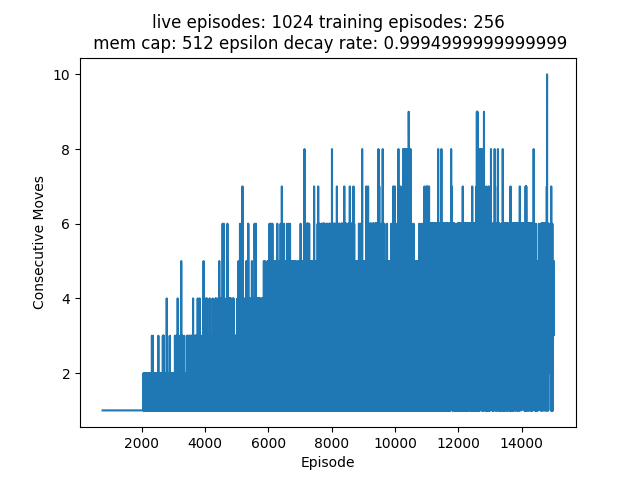 live episodes: 1024 training episodes: 256
mem cap: 512 epsilon decay rate: 0.9994999999999999
10
8
6
4
2
Consecutive Moves
2000 4000 6000 8000 10000 12000 14000
Episode